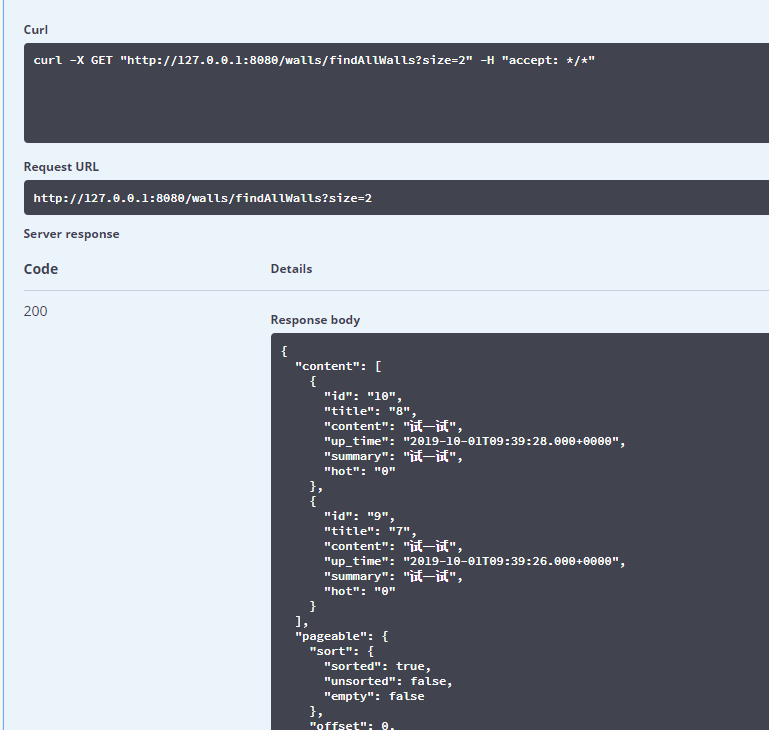 Curl
curl -X GET "http://127.0.0.1:8080/walls/findAllWalls?size=2" -H "accept: */*"
Request URL
http://127.0.0.1:8080/walls/findAllWalls?size=2
Server response
Code Details
200
Response body
{
  "content": [
    {
      "id": "10",
      "title": "8",
      "content": "试一试",
      "up_time": "2019-10-01T09:39:28.000+0000",
      "summary": "试一试",
      "hot": "0"
    },
    {
      "id": "9",
      "title": "7",
      "content": "试一试",
      "up_time": "2019-10-01T09:39:26.000+0000",
      "summary": "试一试",
      "hot": "0"
    }
  ],
  "pageable": {
    "sort": {
      "sorted": true,
      "unsorted": false,
      "empty": false
    },
    "offset": 0,